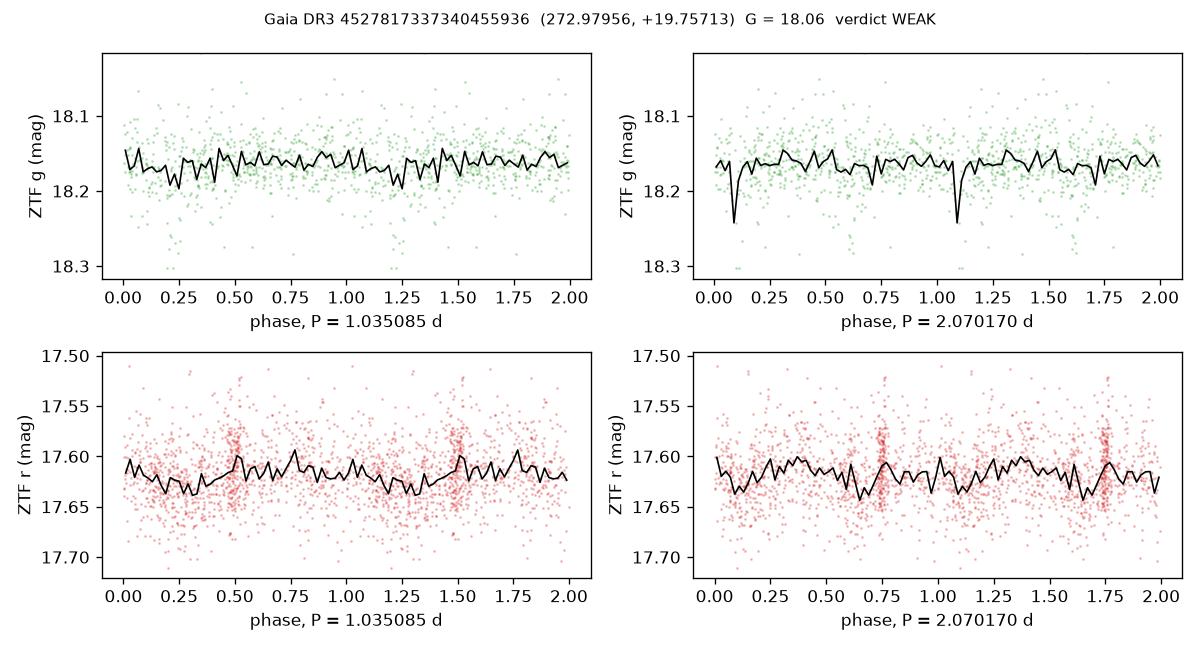 Gaia DR3 4527817337340455936  (272.97956, +19.75713)  G = 18.06  verdict WEAK
ZTF g (mag)
18.1
18.2
18.3
0.00 0.25 0.50 0.75 1.00 1.25 1.50 1.75 2.00
phase, P = 1.035085 d
ZTF g (mag)
18.1
18.2
18.3
0.00 0.25 0.50 0.75 1.00 1.25 1.50 1.75 2.00
phase, P = 2.070170 d
ZTF r (mag)
17.50
17.55
17.60
17.65
17.70
0.00 0.25 0.50 0.75 1.00 1.25 1.50 1.75 2.00
phase, P = 1.035085 d
ZTF r (mag)
17.50
17.55
17.60
17.65
17.70
0.00 0.25 0.50 0.75 1.00 1.25 1.50 1.75 2.00
phase, P = 2.070170 d